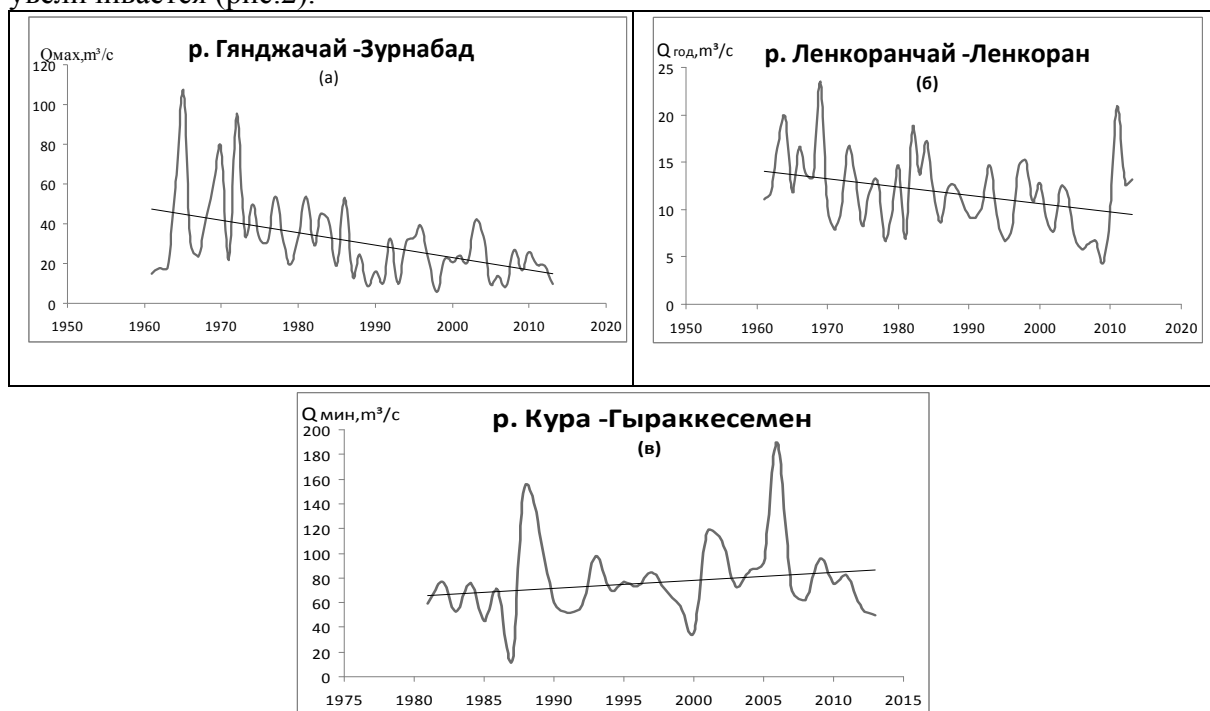 увеличивается (рис.2).
р. Гянджачай -Зурнабад
(а)
Qмах,m³/c
120
100
80
60
40
20
0
1950 1960 1970 1980 1990 2000 2010 2020
р. Ленкоранчай -Ленкоран
(б)
Q год,m³/c
25
20
15
10
5
0
1950 1960 1970 1980 1990 2000 2010 2020
р. Кура -Гыраккесемен
(в)
Q мин,m³/c
200
180
160
140
120
100
80
60
40
20
0
1975 1980 1985 1990 1995 2000 2005 2010 2015